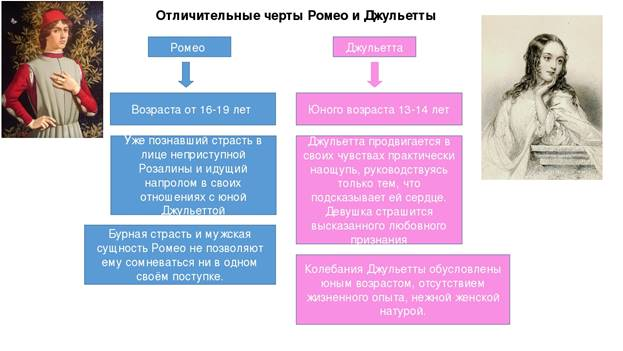 Отличительные черты Ромео и Джульетты
Ромео
Джульетта
Возраста от 16-19 лет
Юного возраста 13-14 лет
Уже познавший страсть в
лице неприступной
Розалины и идущий
напролом в своих
отношениях с юной
Джульеттой
Джульетта продвигается в
своих чувствах практически
наощупь, руководствуясь
только тем, что
подсказывает ей сердце.
Девушка страшится
высказанного любовного
признания
Бурная страсть и мужская
сущность Ромео не позволяют
ему сомневаться ни в одном
своём поступке.
Колебания Джульетты обусловлены
юным возрастом, отсутствием
жизненного опыта, нежной женской
натурой.